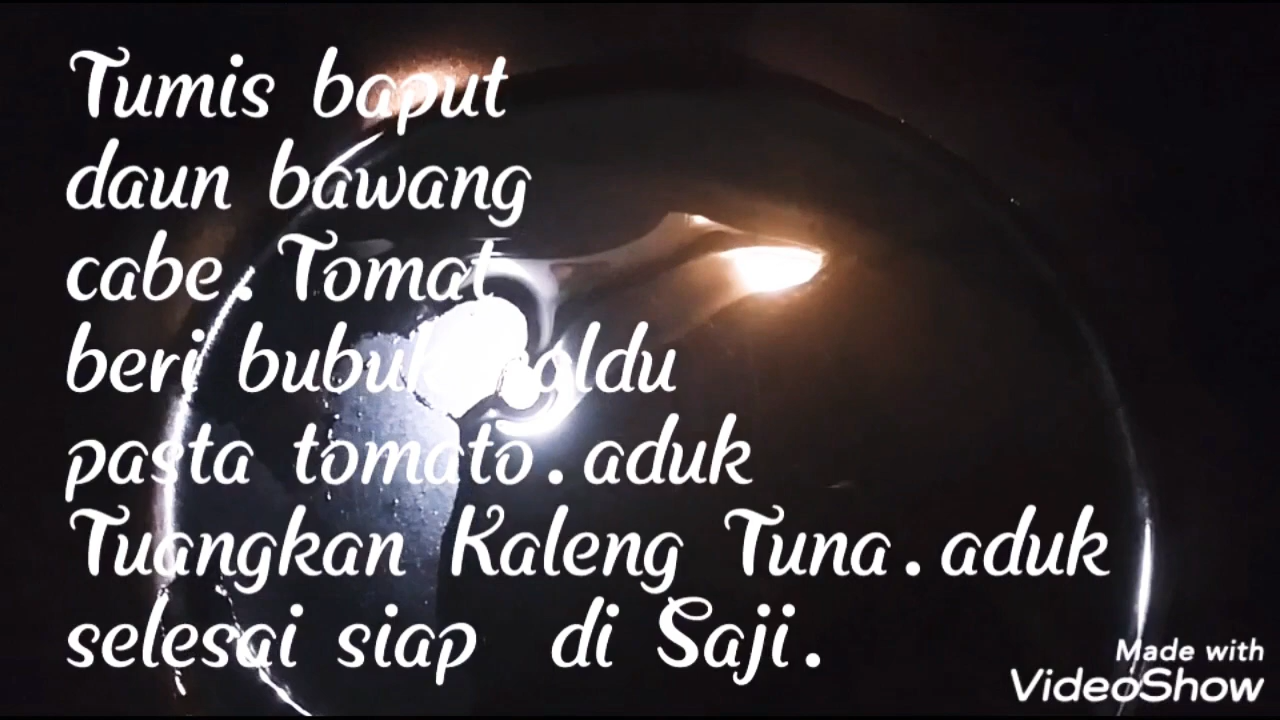 Tumis baput
daun bawang
cabe. Tomat
beri bubuk kaldu
pasta tomato.aduk
Tuangkan Kaleng Tuna.aduk
selesai siap di Saji.
Made with
VideoShow